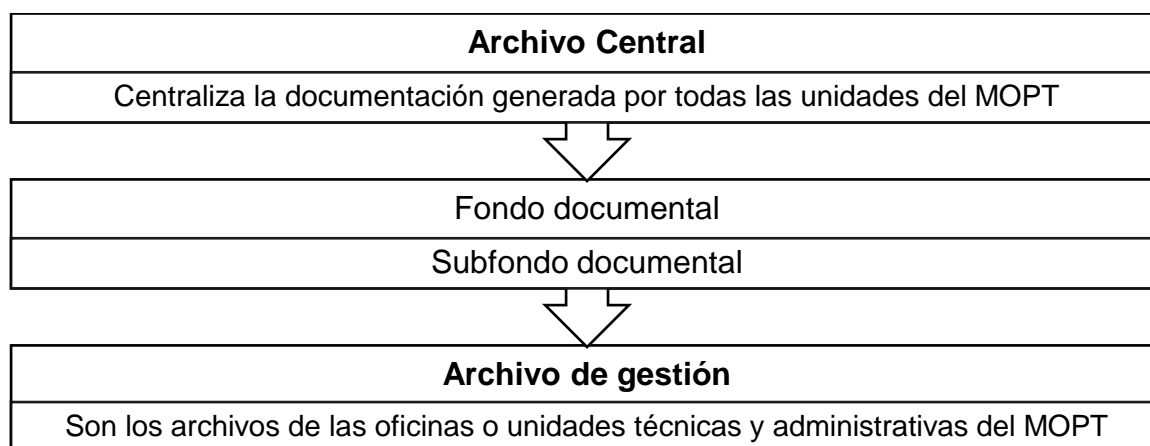 Archivo Central
Centraliza la documentación generada por todas las unidades del MOPT
Fondo documental
Subfondo documental
Archivo de gestión
Son los archivos de las oficinas o unidades técnicas y administrativas del MOPT